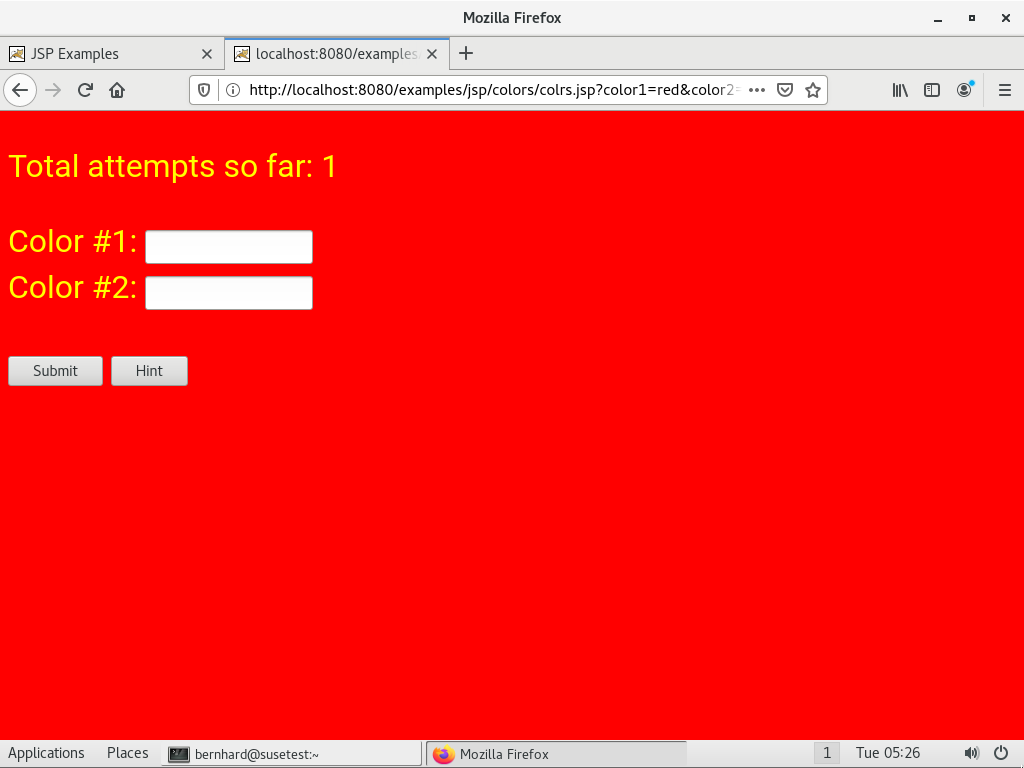 Mozilla Firefox
JSP Examples
localhost:8080/examples
http://localhost:8080/examples/jsp/colors/colrs.jsp?color1=red&color2=
Total attempts so far: 1
Color #1:
Color #2:
Submit Hint
Applications Places bernhard@susetest:~ Mozilla Firefox 1 Tue 05:26